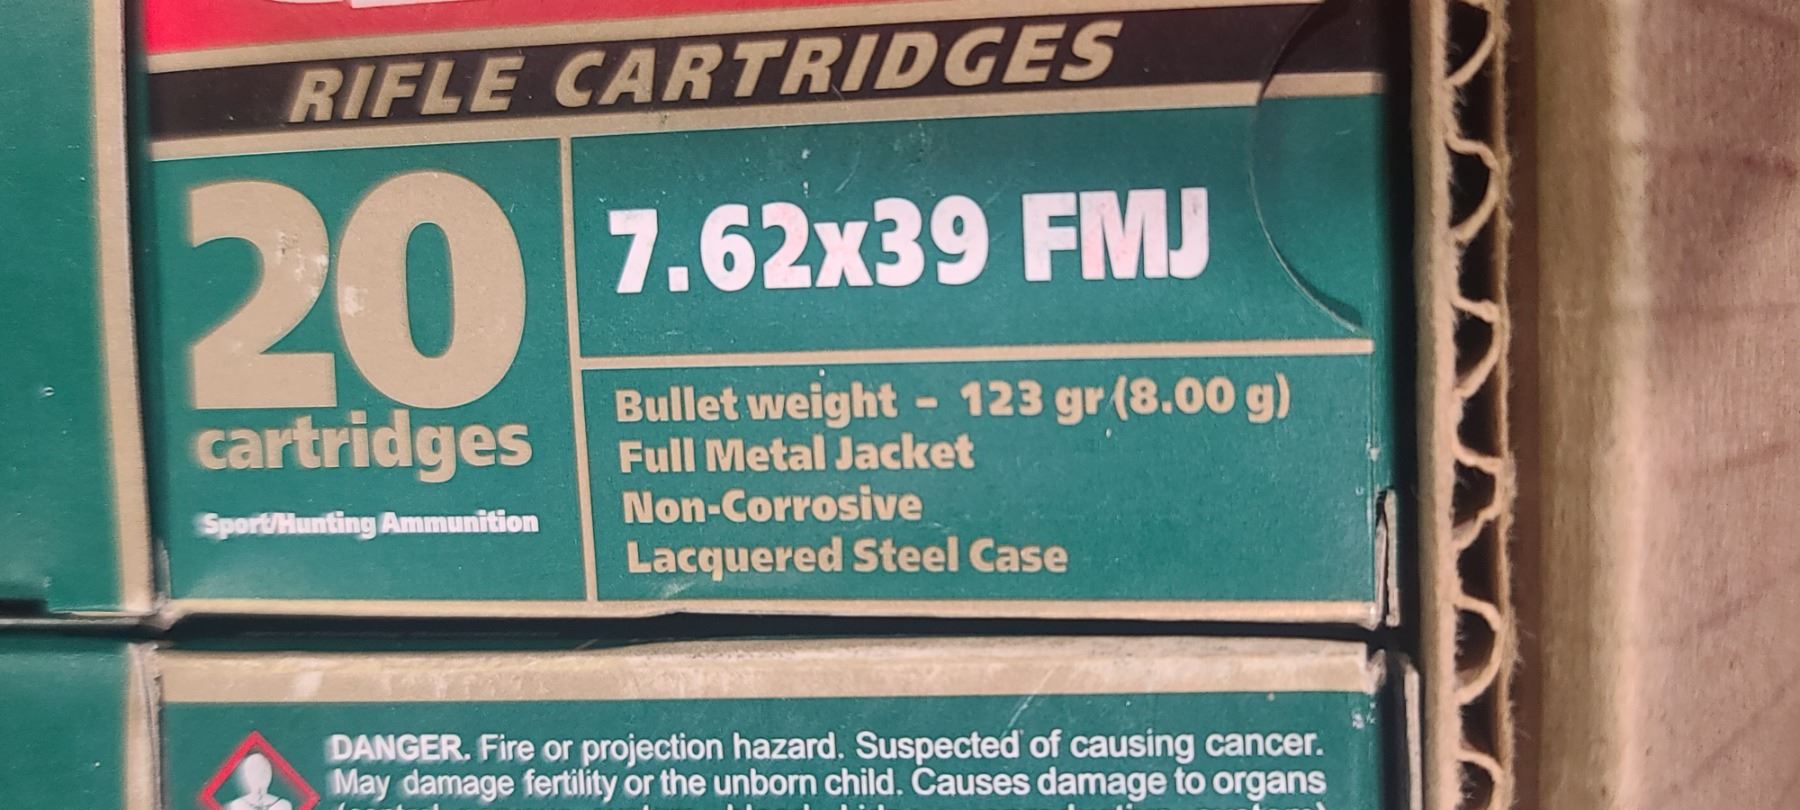 RIFLE CARTRIDGES
20
cartridges
Sport/Hunting Ammunition
7.62x39 FMJ
Bullet weight - 123 gr (8.00 g)
Full Metal Jacket
Non-Corrosive
Lacquered Steel Case
DANGER. Fire or projection hazard. Suspected of causing cancer.
May damage fertility or the unborn child. Causes damage to organs